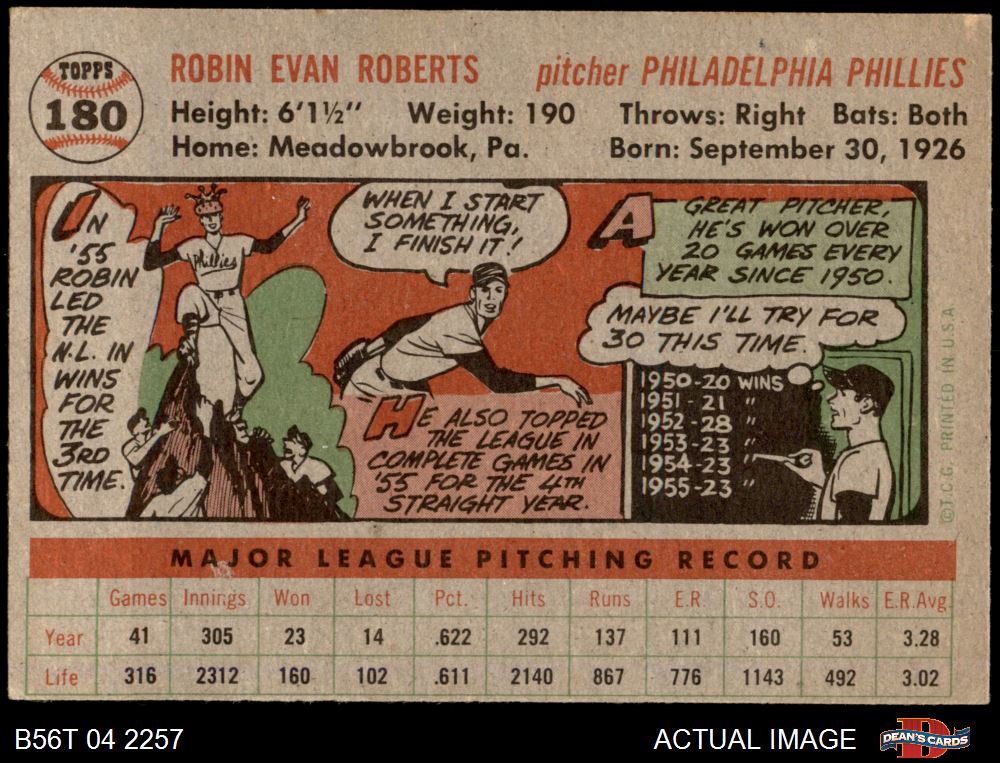 TOPPS
180
ROBIN EVAN ROBERTS pitcher PHILADELPHIA PHILLIES
Height: 6'1½" Weight: 190 Throws: Right Bats: Both
Home: Meadowbrook, Pa. Born: September 30, 1926
IN
'55
ROBIN
LED
THE
N.L. IN
WINS
FOR
THE
3RD
TIME.
Phillies
WHEN I START
SOMETHING,
I FINISH IT!
HE ALSO TOPPED
THE LEAGUE IN
COMPLETE GAMES IN
'55 FOR THE 4TH
STRAIGHT YEAR.
A GREAT PITCHER,
HE'S WON OVER
20 GAMES EVERY
YEAR SINCE 1950.
MAYBE I'LL TRY FOR
30 THIS TIME.
1950-20 WINS
1951-21 "
1952-28 "
1953-23 "
1954-23 "
1955-23 "
©T.C.G. PRINTED IN U.S.A
MAJOR LEAGUE PITCHING RECORD
Games Innings Won Lost Pct. Hits Runs E.R. S.O. Walks E.R.Avg.
Year 41 305 23 14 .622 292 137 111 160 53 3.28
Life 316 2312 160 102 .611 2140 867 776 1143 492 3.02
B56T 04 2257 ACTUAL IMAGE
DEAN'S CARDS